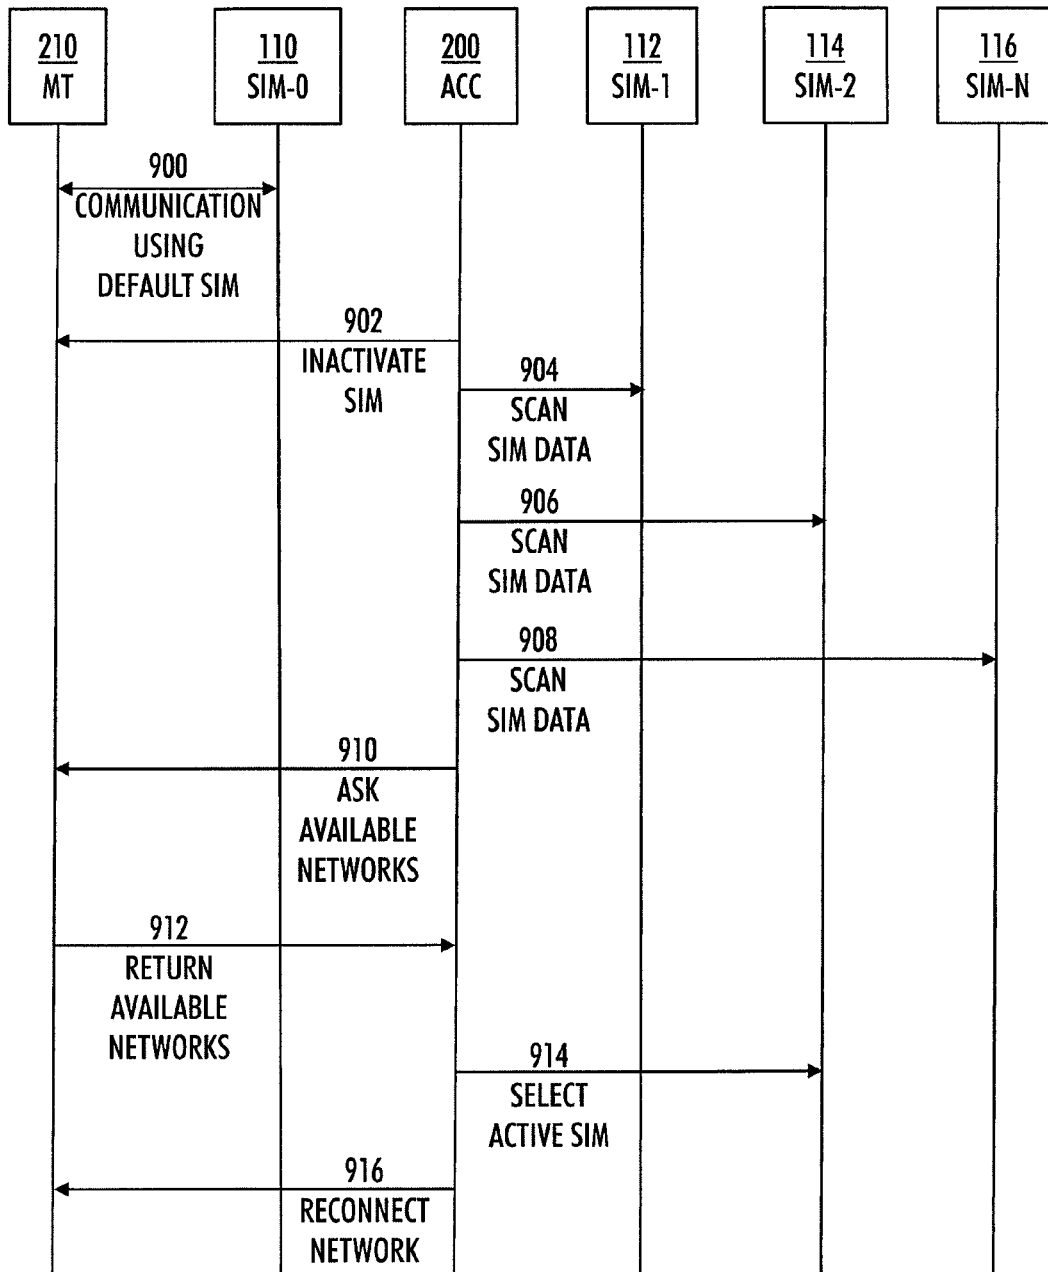 210
MT
110
SIM-0
200
ACC
112
SIM-1
114
SIM-2
116
SIM-N
900
COMMUNICATION
USING
DEFAULT SIM
902
INACTIVATE
SIM
904
SCAN
SIM DATA
906
SCAN
SIM DATA
908
SCAN
SIM DATA
910
ASK
AVAILABLE
NETWORKS
912
RETURN
AVAILABLE
NETWORKS
914
SELECT
ACTIVE SIM
916
RECONNECT
NETWORK